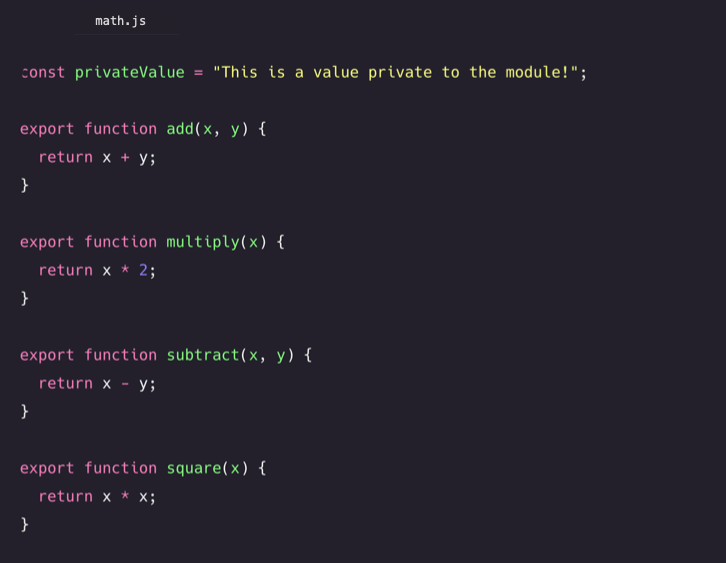 math.js
const privateValue = "This is a value private to the module!";
export function add(x, y) {
  return x + y;
}
export function multiply(x) {
  return x * 2;
}
export function subtract(x, y) {
  return x - y;
}
export function square(x) {
  return x * x;
}